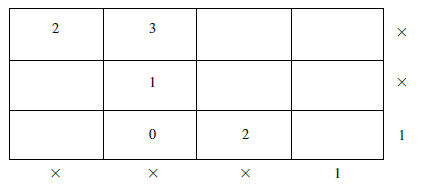 2 3 ×
1 ×
0 2 1
× × × 1